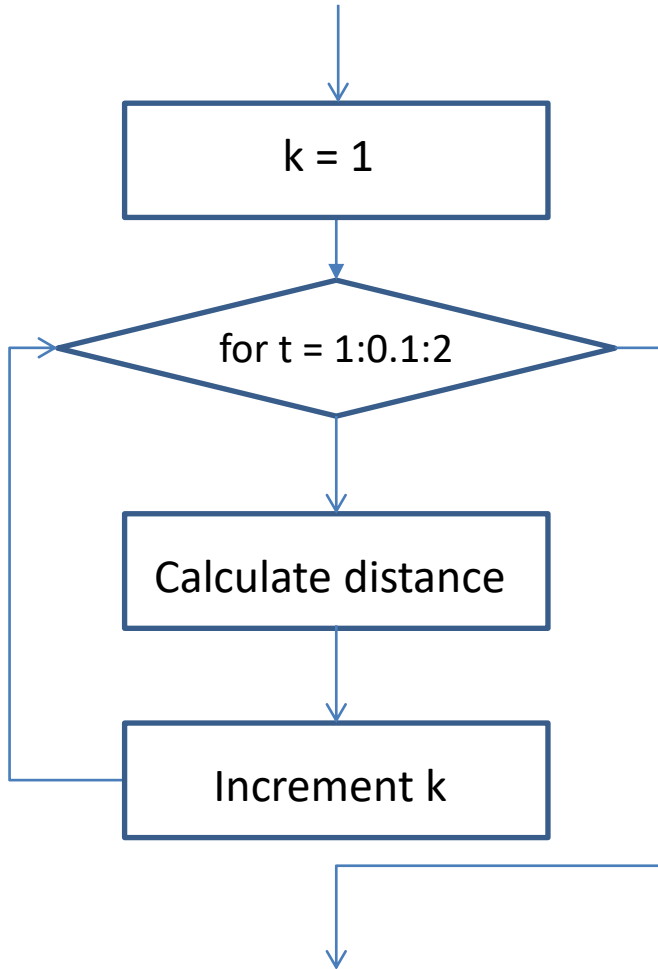 k = 1
for t = 1:0.1:2
Calculate distance
Increment k